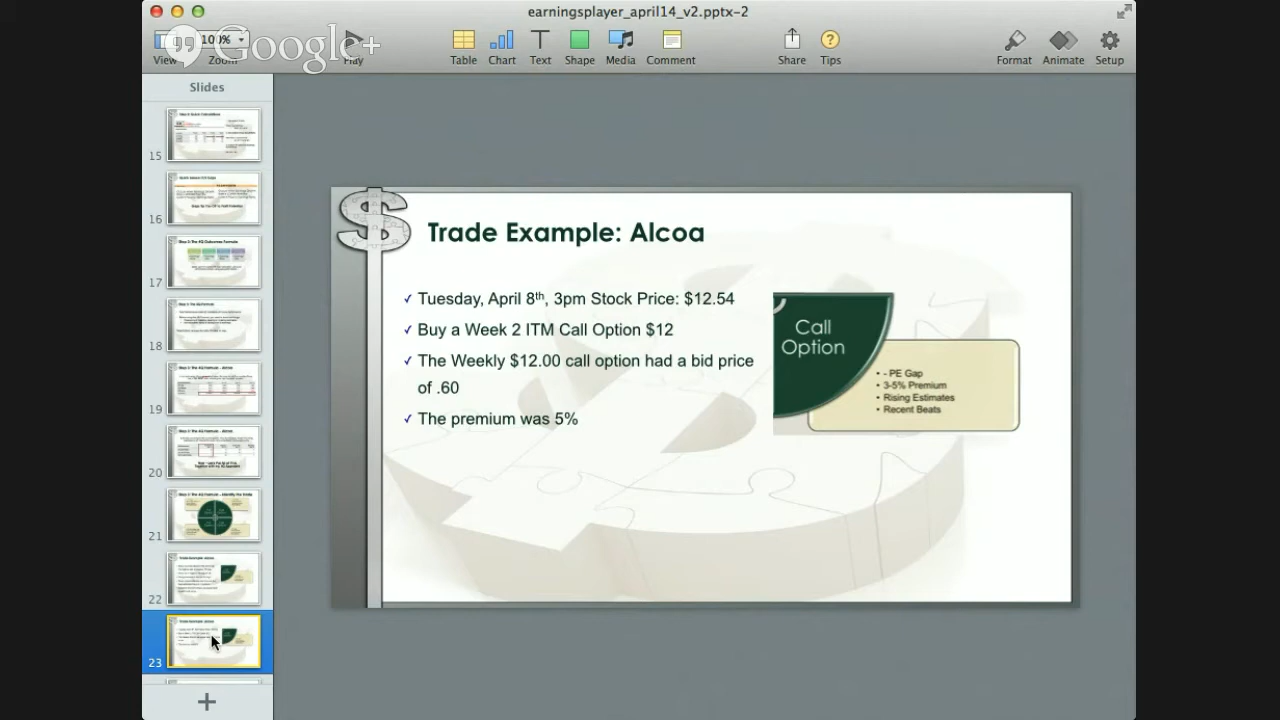 earningsplayer_april14_v2.pptx-2
Google+
100%
View
Zoom
Play
Table
Chart
Text
Shape
Media
Comment
Share
Tips
Format
Animate
Setup
Slides
15
16
17
18
19
20
21
22
23
Trade Example: Alcoa
✓ Tuesday, April 8th, 3pm Stock Price: $12.54
✓ Buy a Week 2 ITM Call Option $12
✓ The Weekly $12.00 call option had a bid price
of .60
✓ The premium was 5%
Call
Option
• - PE Gap
• 3-5% Premium
• Rising Estimates
• Recent Beats